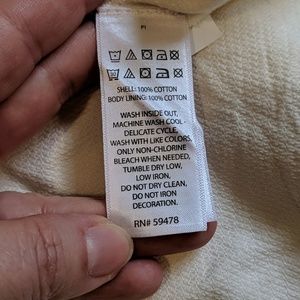 SHELL: 100% COTTON
BODY LINING: 100% COTTON
WASH INSIDE OUT,
MACHINE WASH COOL -
DELICATE CYCLE,
WASH WITH LIKE COLORS,
ONLY NON-CHLORINE
BLEACH WHEN NEEDED,
TUMBLE DRY LOW,
LOW IRON,
DO NOT DRY CLEAN,
DO NOT IRON
DECORATION.
RN# 59478